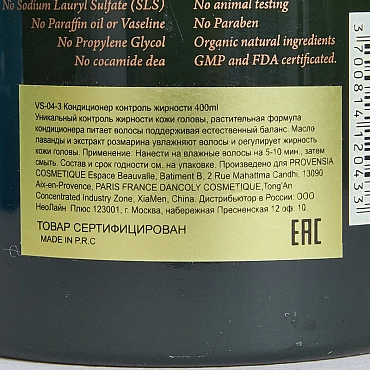 No Sodium Lauryl Sulfate (SLS)
No Paraffin oil or Vaseline
No Propylene Glycol
No cocamide dea
No animal testing
No Paraben
Organic natural ingredients
GMP and FDA certificated.
VS-04-3 Кондиционер контроль жирности 400ml
Уникальный контроль жирности кожи головы, растительная формула
кондиционера питает волосы поддерживая естественный баланс. Масло
лаванды и экстракт розмарина увлажняют волосы и регулирует жирность
кожи головы. Применение: Нанести на влажные волосы на 5-10 мин., затем
смыть. Состав и срок годности см. на упаковке. Произведено для PROVENSIA
COSMETIQUE Espace Beauvalle, Batiment B, 2 Rue Mahattma Candhi, 13090
Aix-en-Provence, PARIS FRANCE DANCOLY COSMETIQUE,Tong'An
Concentrated Industry Zone, XiaMen, China. Дистрибьютор в России: ООО
НеоЛайн Плюс 123001, г. Москва, набережная Пресненская 12 оф. 10.
ТОВАР СЕРТИФИЦИРОВАН
MADE IN P.R.C
EAC
3700814120433